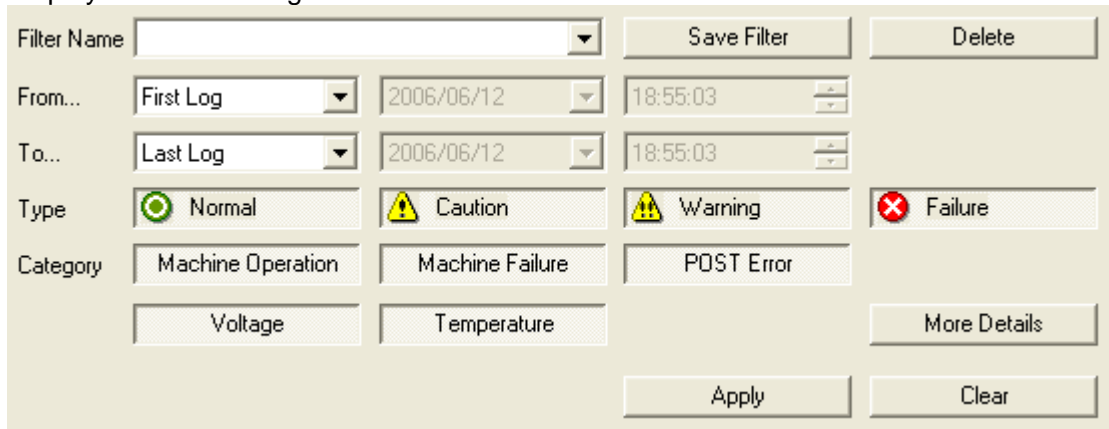 Filter Name Save Filter Delete
From... First Log 2006/06/12 18:55:03
To... Last Log 2006/06/12 18:55:03
Type Normal Caution Warning Failure
Category Machine Operation Machine Failure POST Error
Voltage Temperature More Details
Apply Clear